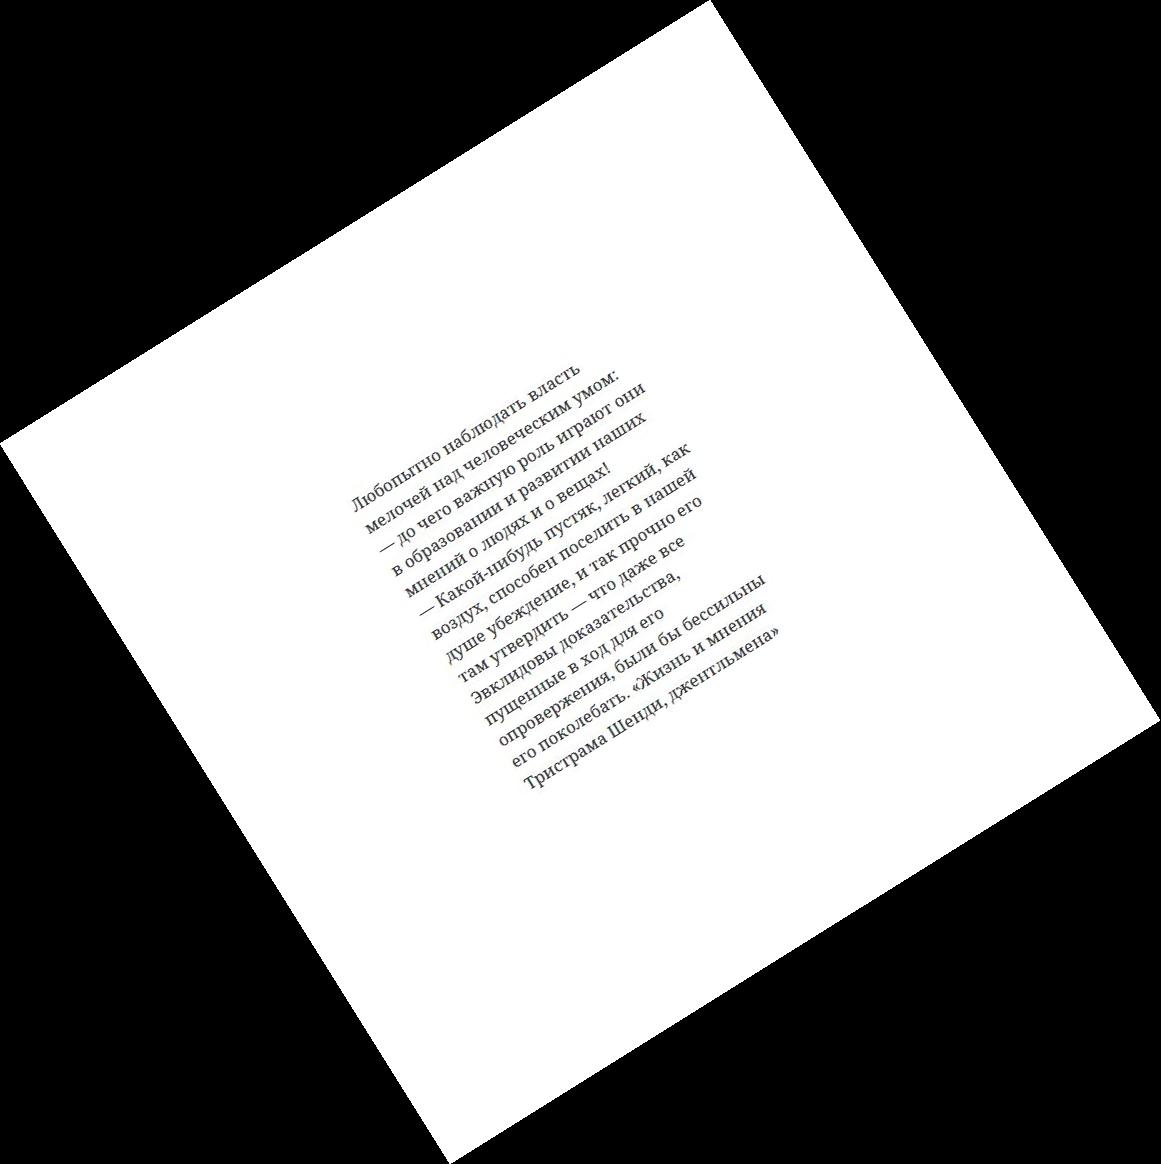 Любопытно наблюдать власть
мелочей над человеческим умом:
— до чего важную роль играют они
в образовании и развитии наших
мнений о людях и о вещах!
— Какой-нибудь пустяк, легкий, как
воздух, способен поселить в нашей
душе убеждение, и так прочно его
там утвердить — что даже все
Эвклидовы доказательства,
пущенные в ход для его
опровержения, были бы бессильны
его поколебать. «Жизнь и мнения
Тристрама Шенди, джентльмена»